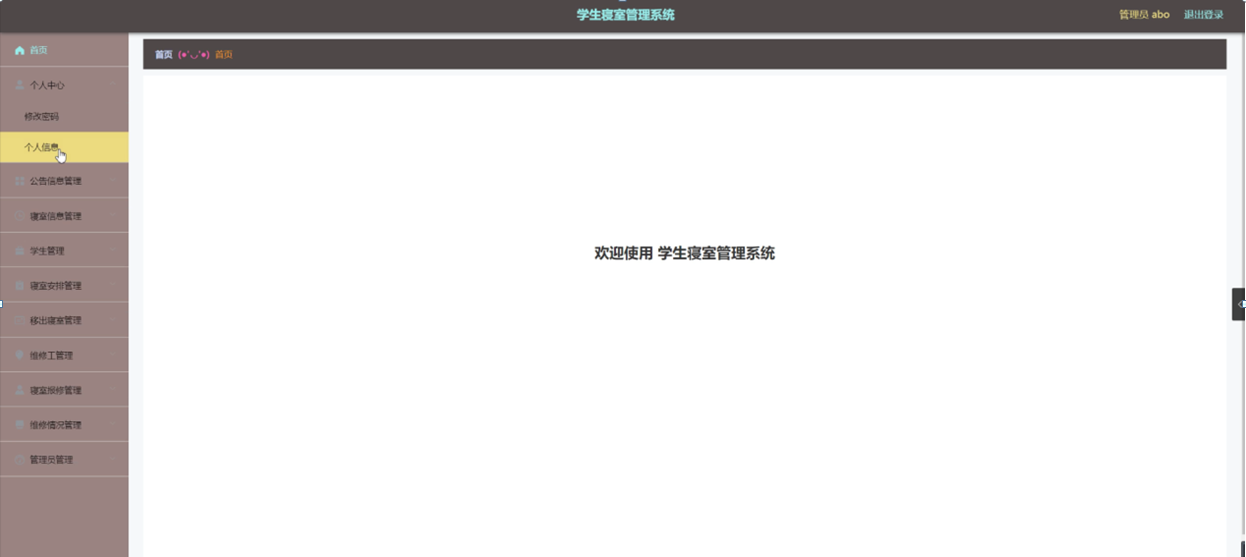 学生寝室管理系统
管理员 abo 退出登录
首页
首页 (●'◡'●) 首页
个人中心
修改密码
个人信息
公告信息管理
寝室信息管理
学生管理
欢迎使用 学生寝室管理系统
寝室安排管理
移出寝室管理
维修工管理
寝室报修管理
维修情况管理
管理员管理